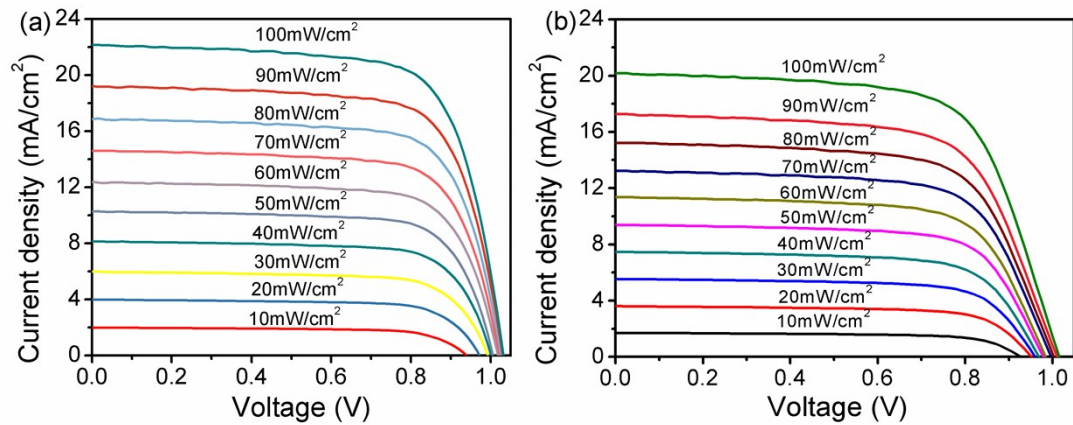 (a)
24
20
16
12
8
4
0
Current density (mA/cm²)
100mW/cm²
90mW/cm²
80mW/cm²
70mW/cm²
60mW/cm²
50mW/cm²
40mW/cm²
30mW/cm²
20mW/cm²
10mW/cm²
0.0 0.2 0.4 0.6 0.8 1.0
Voltage (V)
(b)
24
20
16
12
8
4
0
Current density (mA/cm²)
100mW/cm²
90mW/cm²
80mW/cm²
70mW/cm²
60mW/cm²
50mW/cm²
40mW/cm²
30mW/cm²
20mW/cm²
10mW/cm²
0.0 0.2 0.4 0.6 0.8 1.0
Voltage (V)